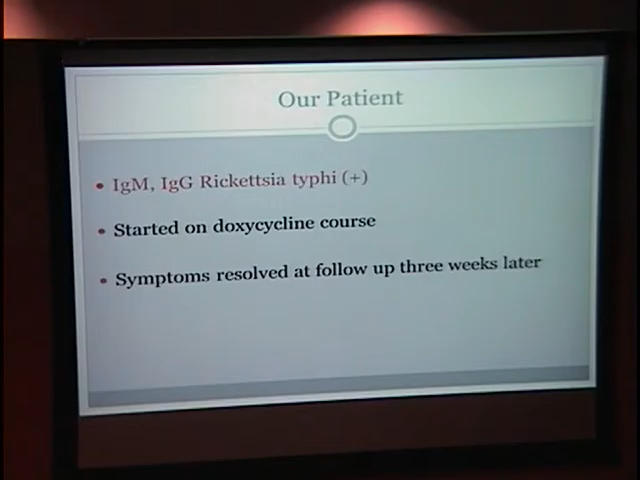 Our Patient
IgM, IgG Rickettsia typhi (+)
Started on doxycycline course
Symptoms resolved at follow up three weeks later